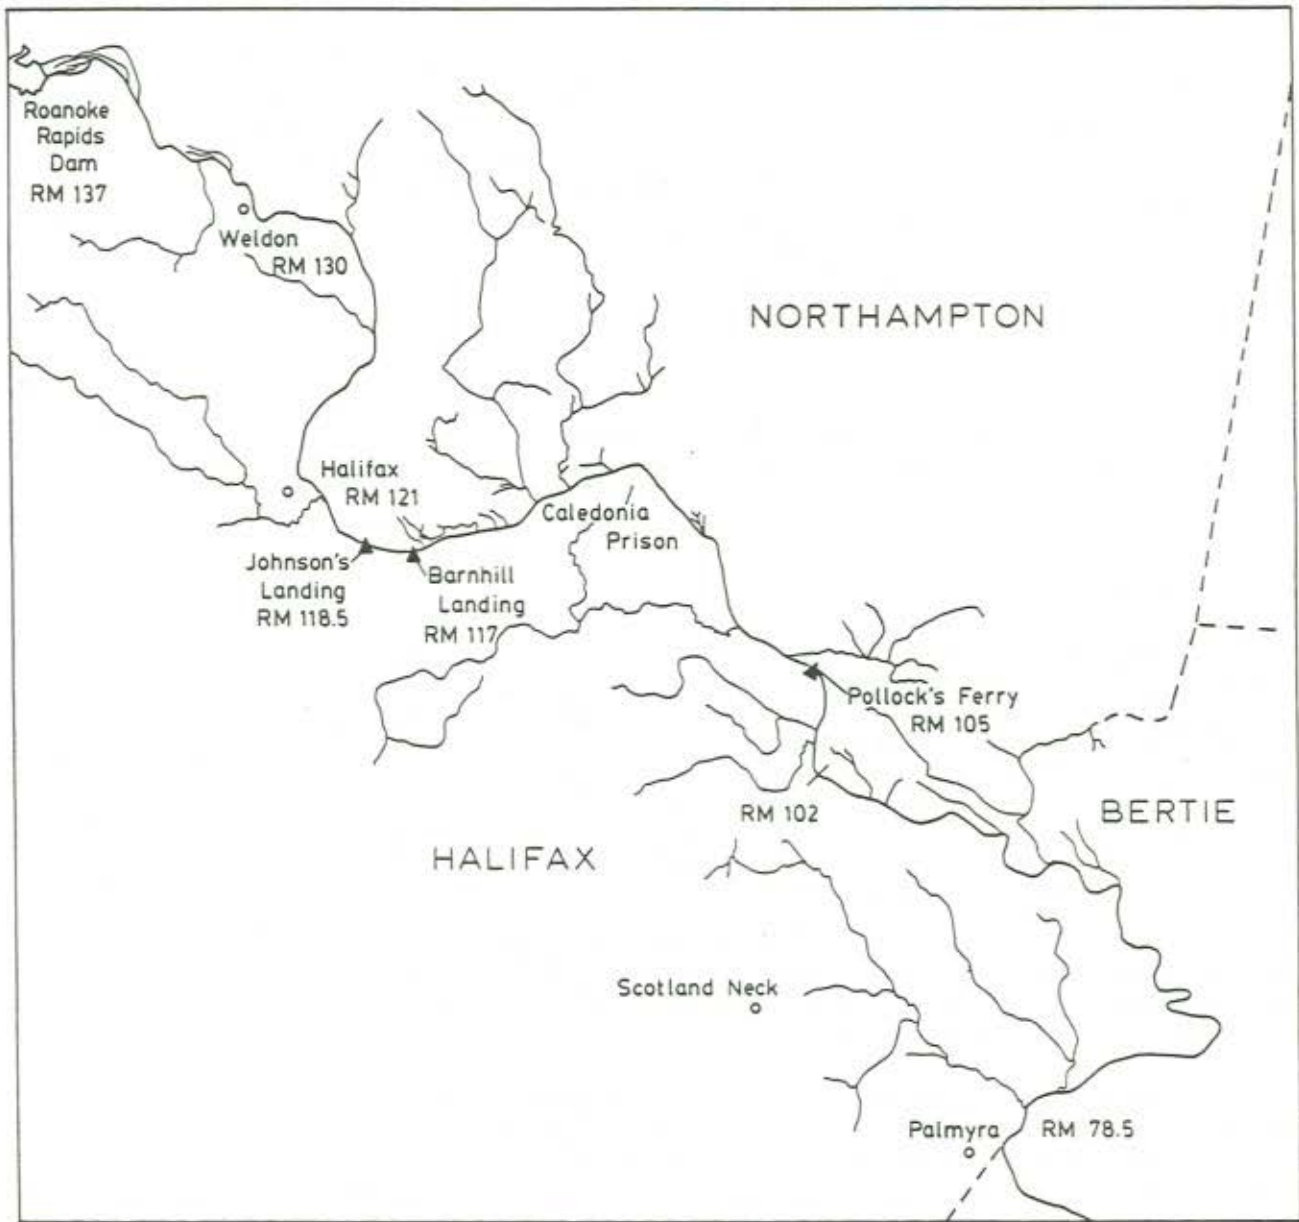 Roanoke
Rapids
Dam
RM 137
Weldon
RM 130
NORTHAMPTON
Halifax
RM 121
Caledonia
Prison
Johnson's
Landing
RM 118.5
Barnhill
Landing
RM 117
Pollock's Ferry
RM 105
RM 102
BERTIE
HALIFAX
Scotland Neck
Palmyra
RM 78.5